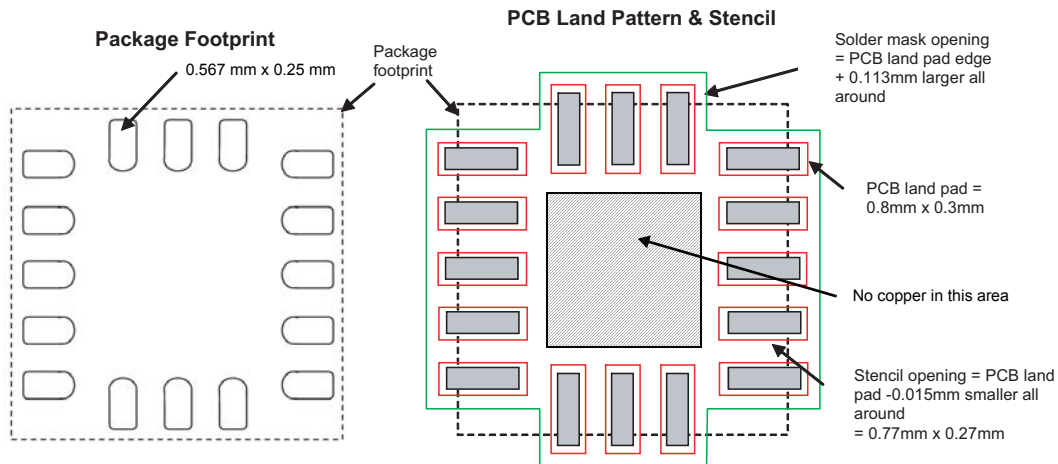 PCB Land Pattern & Stencil
Package Footprint
0.567 mm x 0.25 mm
Package
footprint
Solder mask opening
= PCB land pad edge
+ 0.113mm larger all
around
PCB land pad =
0.8mm x 0.3mm
No copper in this area
Stencil opening = PCB land
pad -0.015mm smaller all
around
= 0.77mm x 0.27mm